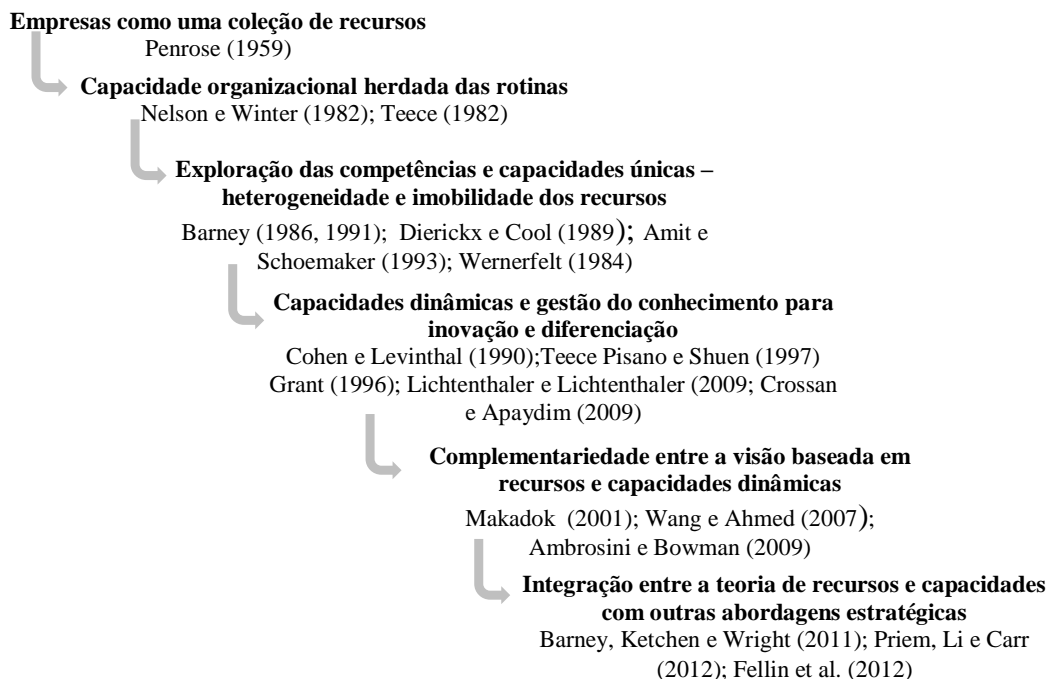 Empresas como uma coleção de recursos
Penrose (1959)
Capacidade organizacional herdada das rotinas
Nelson e Winter (1982); Teece (1982)
Exploração das competências e capacidades únicas –
heterogeneidade e imobilidade dos recursos
Barney (1986, 1991); Dierickx e Cool (1989); Amit e
Schoemaker (1993); Wernerfelt (1984)
Capacidades dinâmicas e gestão do conhecimento para
inovação e diferenciação
Cohen e Levinthal (1990);Teece Pisano e Shuen (1997)
Grant (1996); Lichtenthaler e Lichtenthaler (2009; Crossan
e Apaydim (2009)
Complementariedade entre a visão baseada em
recursos e capacidades dinâmicas
Makadok (2001); Wang e Ahmed (2007);
Ambrosini e Bowman (2009)
Integração entre a teoria de recursos e capacidades
com outras abordagens estratégicas
Barney, Ketchen e Wright (2011); Priem, Li e Carr
(2012); Fellin et al. (2012)